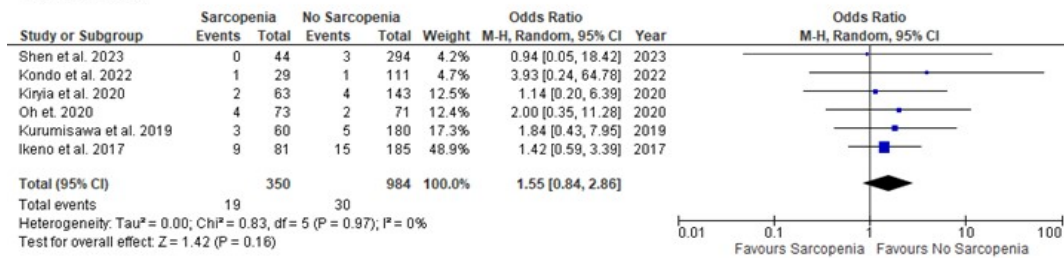 Sarcopenia No Sarcopenia Odds Ratio Odds Ratio
Study or Subgroup Events Total Events Total Weight M-H, Random, 95% CI Year M-H, Random, 95% CI
Shen et al. 2023 0 44 3 294 4.2% 0.94 [0.05, 18.42] 2023
Kondo et al. 2022 1 29 1 111 4.7% 3.93 [0.24, 64.78] 2022
Kiryia et al. 2020 2 63 4 143 12.5% 1.14 [0.20, 6.39] 2020
Oh et. 2020 4 73 2 71 12.4% 2.00 [0.35, 11.28] 2020
Kurumisawa et al. 2019 3 60 5 180 17.3% 1.84 [0.43, 7.95] 2019
Ikeno et al. 2017 9 81 15 185 48.9% 1.42 [0.59, 3.39] 2017
Total (95% CI) 350 984 100.0% 1.55 [0.84, 2.86]
Total events 19 30
Heterogeneity: Tau² = 0.00; Chi² = 0.83, df = 5 (P = 0.97); I² = 0%
Test for overall effect: Z = 1.42 (P = 0.16)
0.01 0.1 1 10 100
Favours Sarcopenia Favours No Sarcopenia